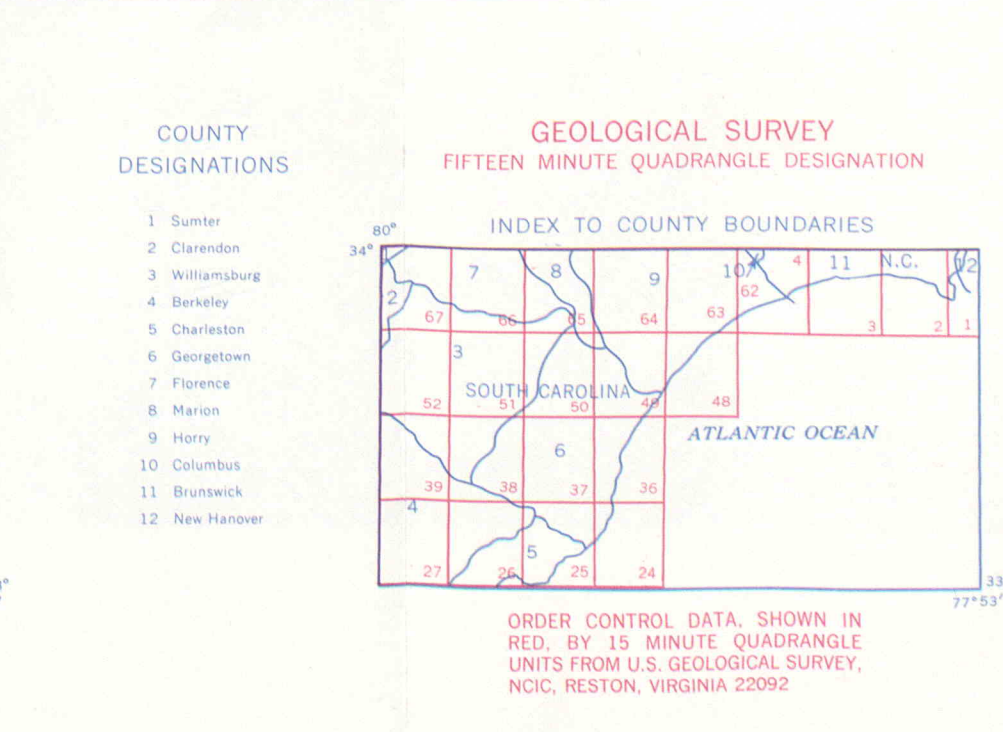 COUNTY
DESIGNATIONS
1 Sumter
2 Clarendon
3 Williamsburg
4 Berkeley
5 Charleston
6 Georgetown
7 Florence
8 Marion
9 Horry
10 Columbus
11 Brunswick
12 New Hanover
GEOLOGICAL SURVEY
FIFTEEN MINUTE QUADRANGLE DESIGNATION
INDEX TO COUNTY BOUNDARIES
80°
34°
7 8 9 10 4 11 N.C. 12
2 62
67 66 65 64 63 3 2 1
3
SOUTH CAROLINA
52 51 50 49 48
ATLANTIC OCEAN
6
39 38 37 36
4
5
27 26 25 24
33
77°53′
ORDER CONTROL DATA, SHOWN IN
RED, BY 15 MINUTE QUADRANGLE
UNITS FROM U.S. GEOLOGICAL SURVEY,
NCIC, RESTON, VIRGINIA 22092